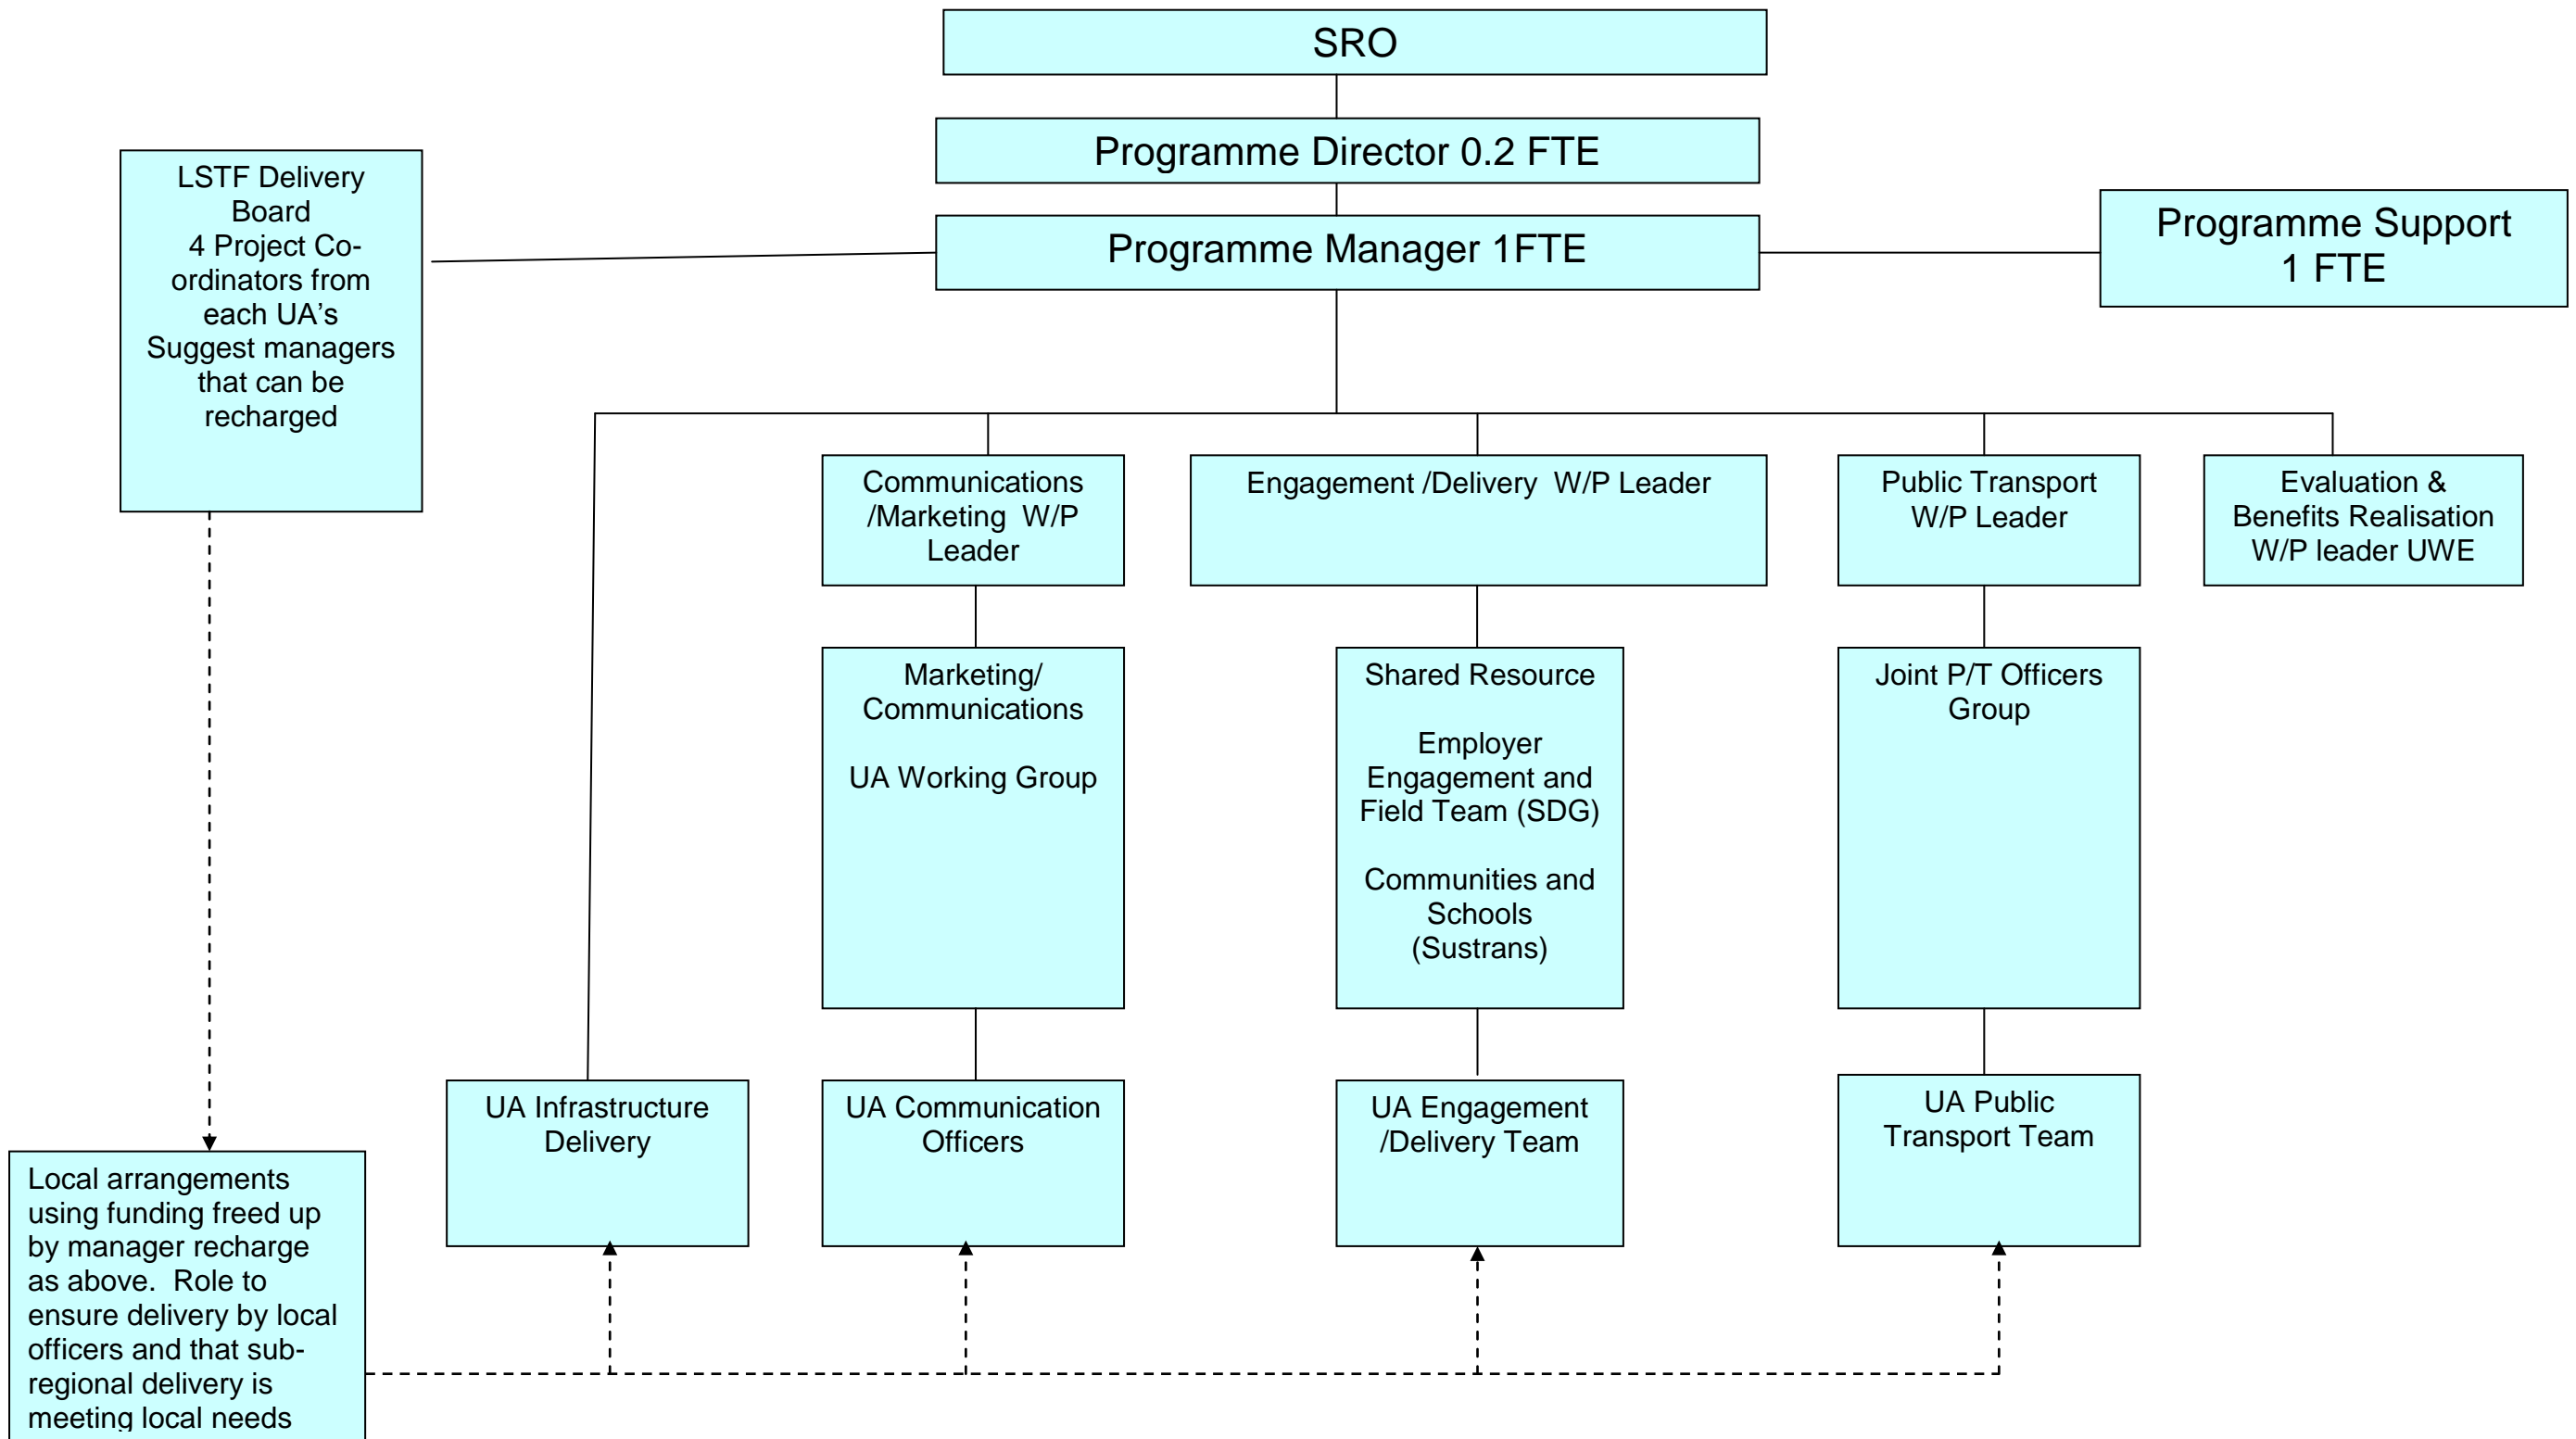 SRO
Programme Director 0.2 FTE
LSTF Delivery
Board
4 Project Co-
ordinators from
each UA’s
Suggest managers
that can be
recharged
Programme Manager 1FTE
Programme Support
1 FTE
Communications
/Marketing  W/P
Leader
Engagement /Delivery  W/P Leader
Public Transport
W/P Leader
Evaluation &
Benefits Realisation
W/P leader UWE
Marketing/
Communications
UA Working Group
Shared Resource
Employer
Engagement and
Field Team (SDG)
Communities and
Schools
(Sustrans)
Joint P/T Officers
Group
UA Infrastructure
Delivery
UA Communication
Officers
UA Engagement
/Delivery Team
UA Public
Transport Team
Local arrangements
using funding freed up
by manager recharge
as above.  Role to
ensure delivery by local
officers and that sub-
regional delivery is
meeting local needs